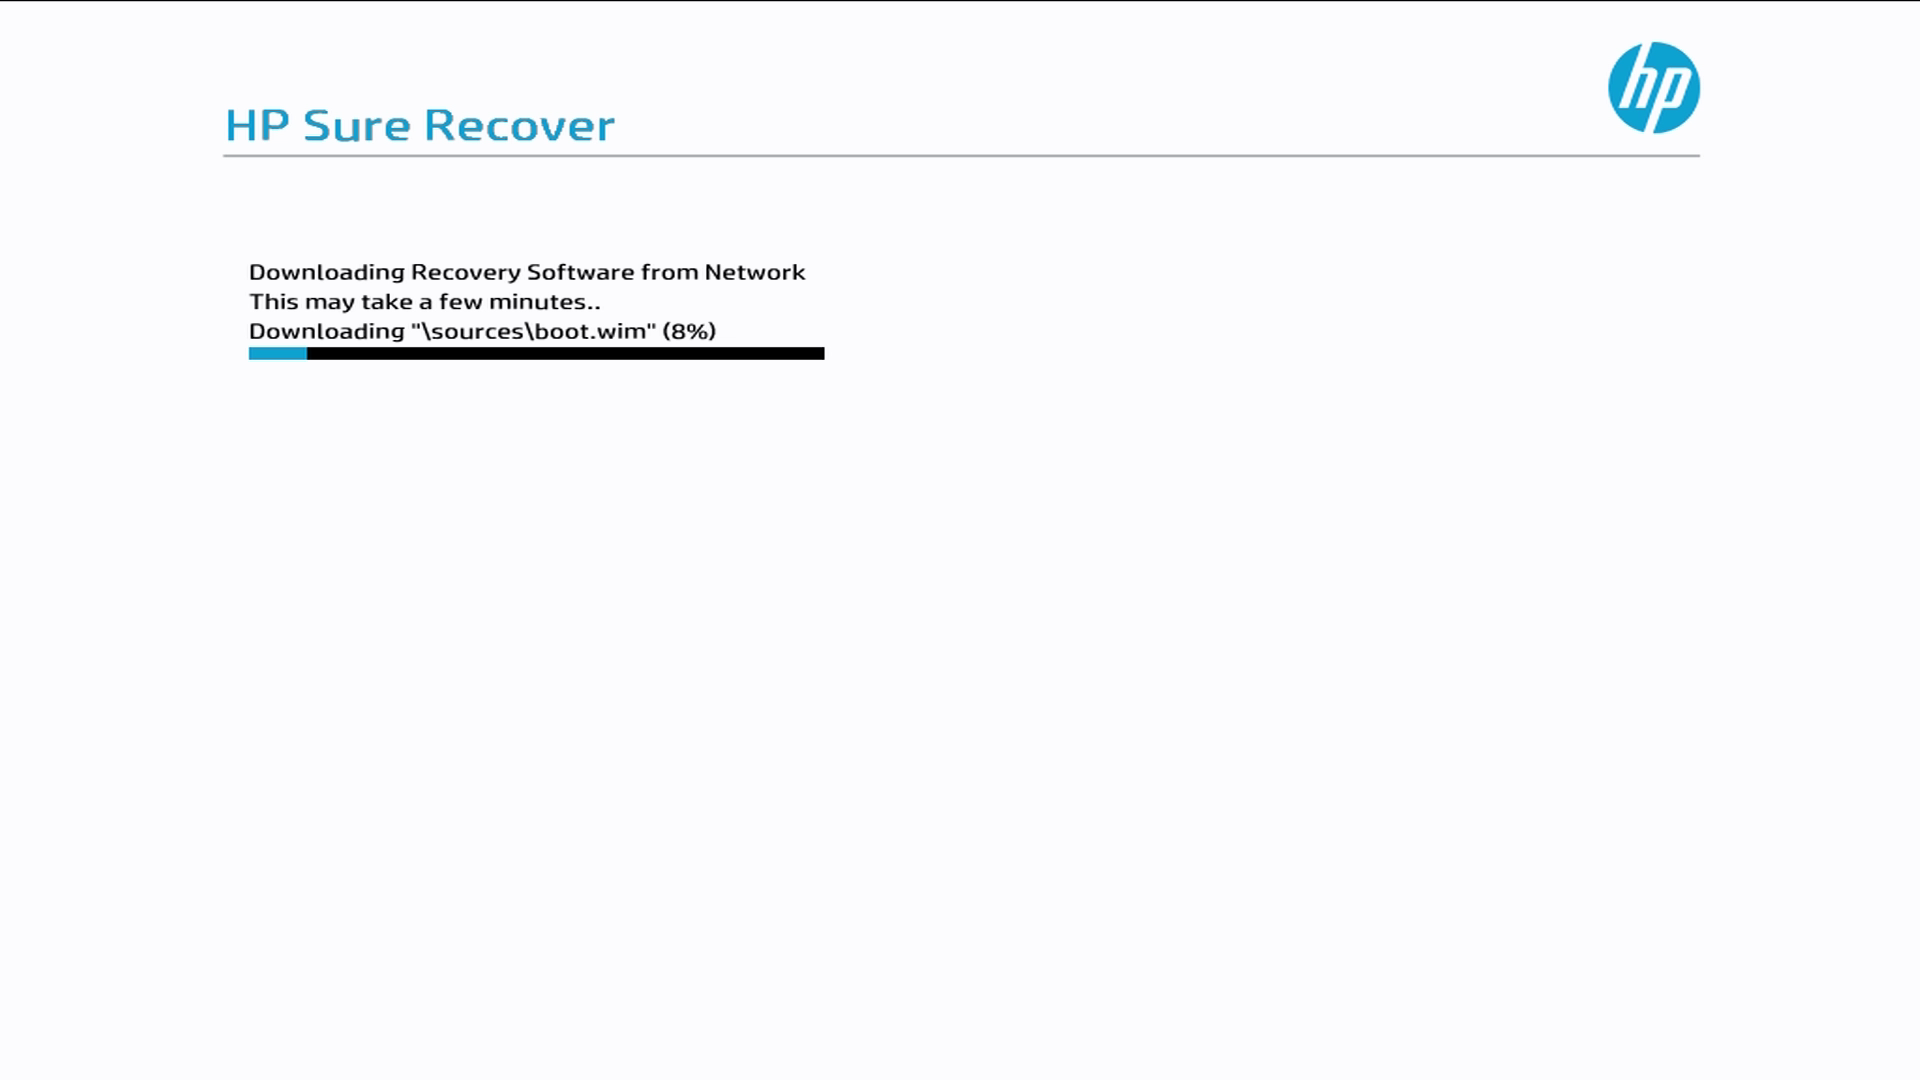 hp
HP Sure Recover
Downloading Recovery Software from Network
This may take a few minutes..
Downloading "\sources\boot.wim" (8%)